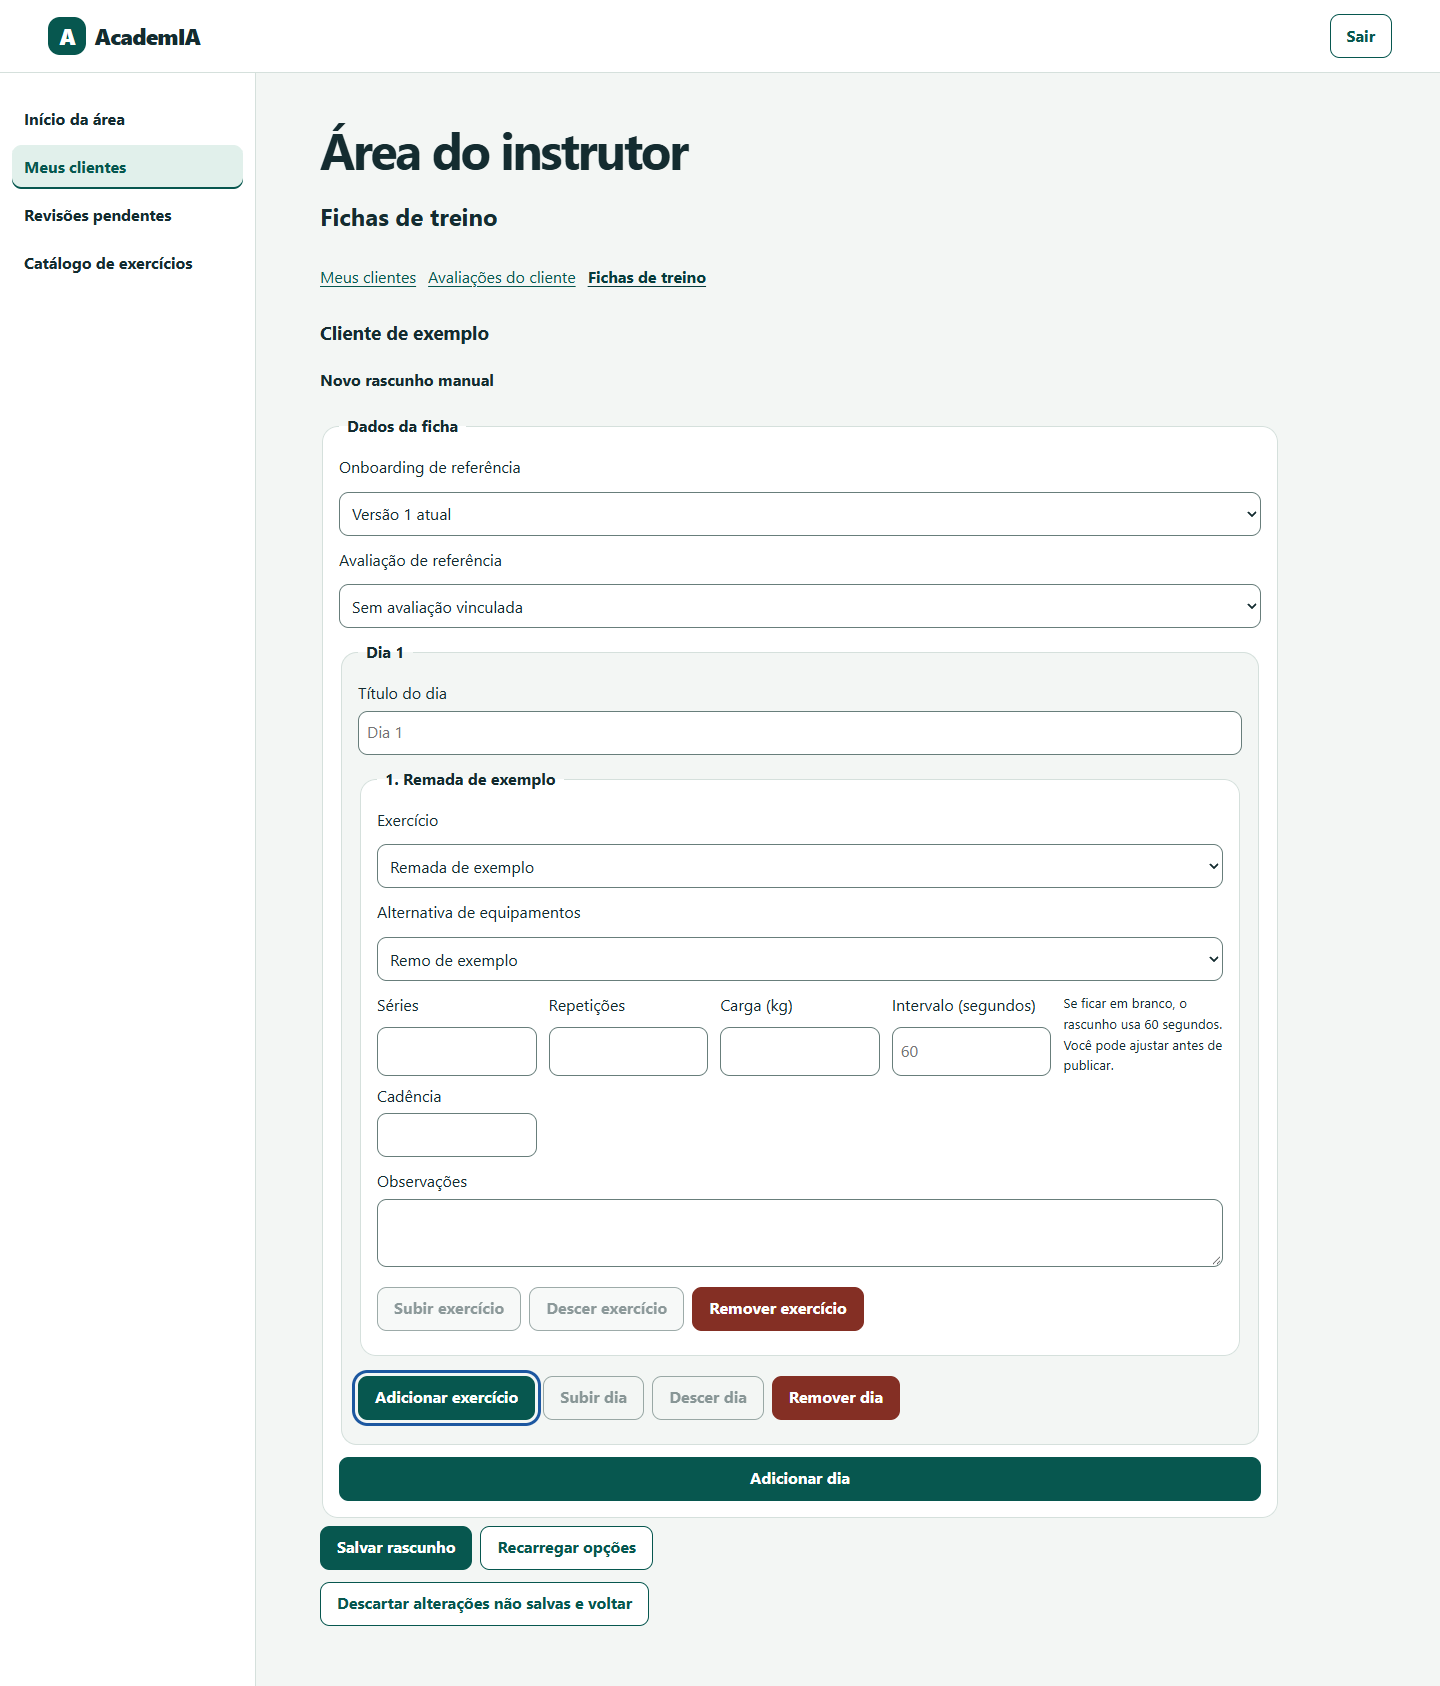 A AcademIA
Sair
Início da área
Meus clientes
Revisões pendentes
Catálogo de exercícios
Área do instrutor
Fichas de treino
Meus clientes Avaliações do cliente Fichas de treino
Cliente de exemplo
Novo rascunho manual
Dados da ficha
Onboarding de referência
Versão 1 atual
Avaliação de referência
Sem avaliação vinculada
Dia 1
Título do dia
Dia 1
1. Remada de exemplo
Exercício
Remada de exemplo
Alternativa de equipamentos
Remo de exemplo
Séries
Repetições
Carga (kg)
Intervalo (segundos)
60
Se ficar em branco, o
rascunho usa 60 segundos.
Você pode ajustar antes de
publicar.
Cadência
Observações
Subir exercício Descer exercício Remover exercício
Adicionar exercício Subir dia Descer dia Remover dia
Adicionar dia
Salvar rascunho Recarregar opções
Descartar alterações não salvas e voltar